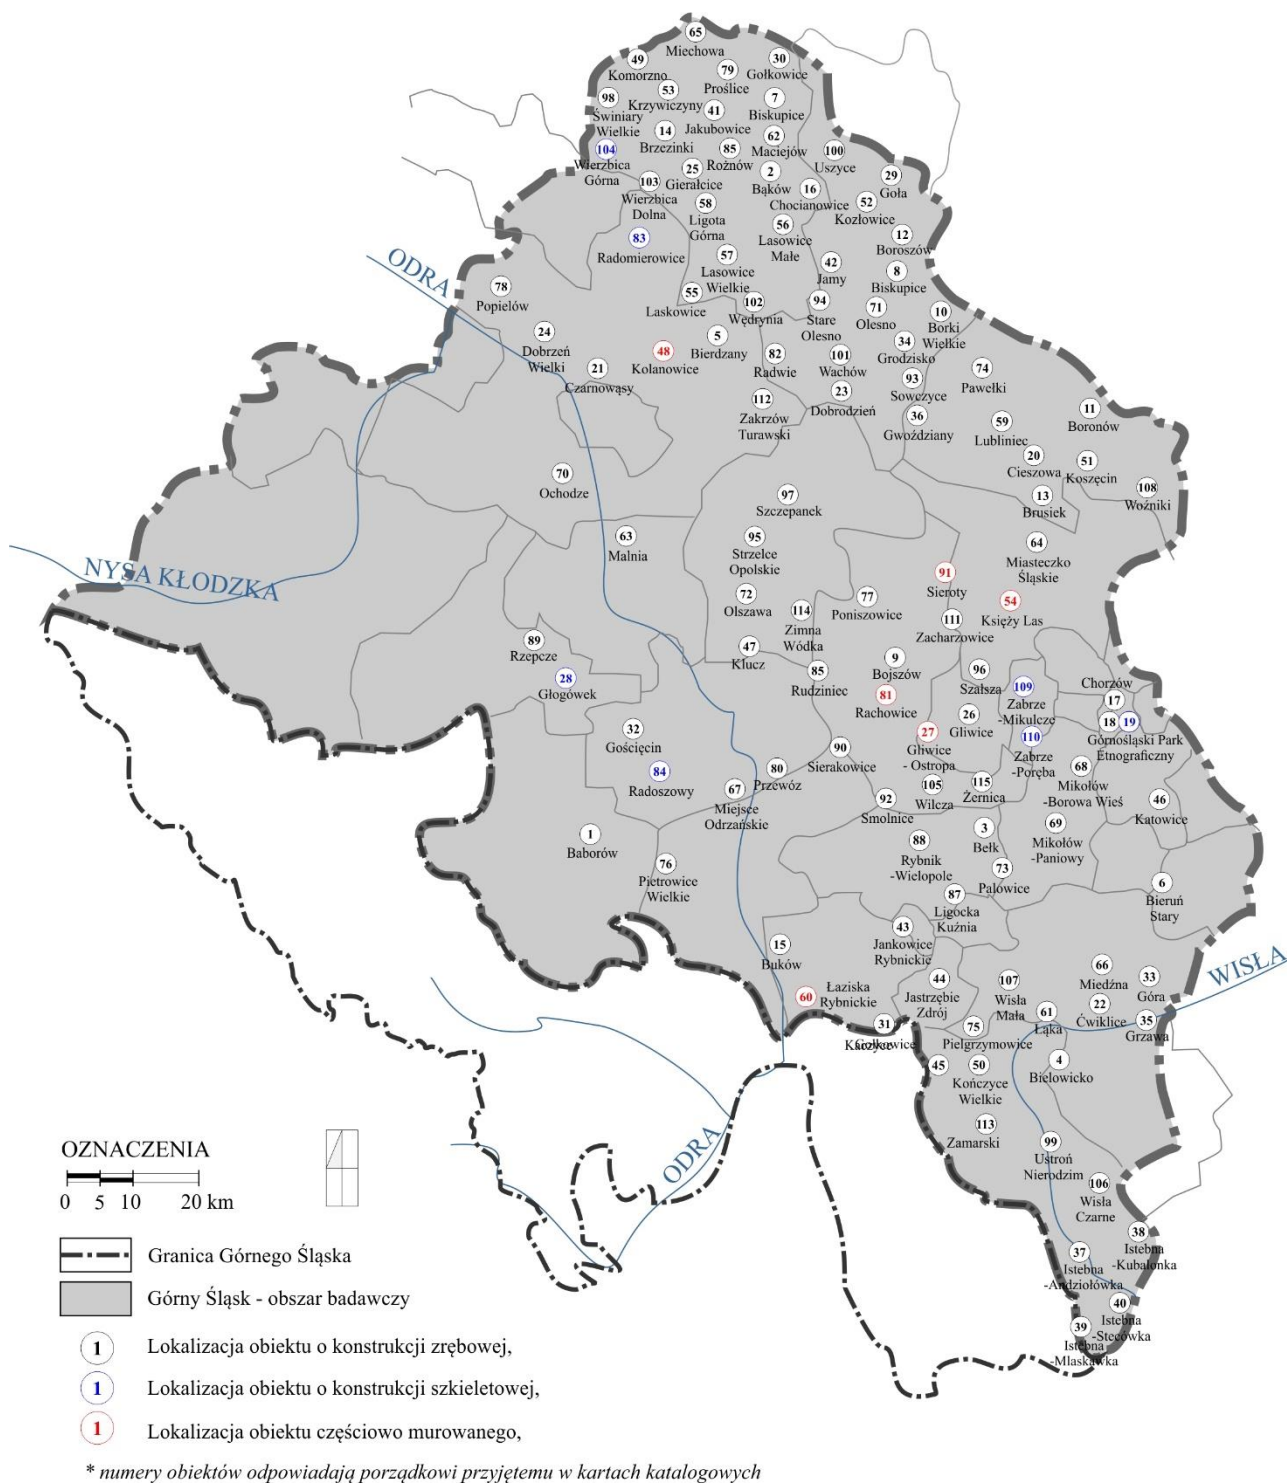 65
Miechowa
49
Komorzno
30
Gołkowice
79
Proślice
53
Krzywiczyny
98
Świniary
Wielkie
7
Biskupice
41
Jakubowice
14
Brzezinki
62
Maciejów
104
Wierzbica
Górna
85
Rożnów
100
Uszyce
25
Gierałcice
2
Bąków
29
Goła
103
Wierzbica
Dolna
16
Chocianowice
58
Ligota
Górna
52
Kozłowice
56
Lasowice
Małe
83
Radomierowice
12
Boroszów
57
Lasowice
Wielkie
42
Jamy
8
Biskupice
ODRA
78
Popielów
55
Laskowice
102
Wędrynia
94
Stare
Olesno
71
Olesno
10
Borki
Wielkie
24
Dobrzeń
Wielki
5
Bierdzany
34
Grodzisko
48
Kolanowice
82
Radwie
101
Wachów
21
Czarnowąsy
74
Pawełki
93
Sowczyce
23
Dobrodzień
112
Zakrzów
Turawski
36
Gwoździany
11
Boronów
59
Lubliniec
20
Cieszowa
51
Koszęcin
70
Ochodze
108
Woźniki
97
Szczepanek
13
Brusiek
63
Malnia
95
Strzelce
Opolskie
64
Miasteczko
Śląskie
NYSA KŁODZKA
91
Sieroty
72
Olszawa
77
Poniszowice
54
Księży Las
114
Zimna
Wódka
111
Zacharzowice
89
Rzepcze
47
Klucz
9
Bojszów
28
Głogówek
85
Rudziniec
96
Szałsza
109
Zabrze
-Mikulcze
81
Rachowice
Chorzów
17
26
Gliwice
18
19
Górnośląski Park
Etnograficzny
32
Gościęcin
27
Gliwice
- Ostropa
110
Zabrze
-Poręba
90
Sierakowice
84
Radoszowy
80
Przewóz
68
Mikołów
-Borowa Wieś
67
Miejsce
Odrzańskie
105
Wilcza
115
Żernica
92
Smolnice
46
Katowice
1
Baborów
3
Bełk
69
Mikołów
-Paniowy
88
Rybnik
-Wielopole
76
Pietrowice
Wielkie
73
Palowice
6
Bieruń
Stary
87
Ligocka
Kuźnia
15
Buków
43
Jankowice
Rybnickie
66
Miedźna
33
Góra
WISŁA
44
Jastrzębie
Zdrój
107
Wisła
Mała
60
Łaziska
Rybnickie
22
Ćwiklice
61
Łąka
35
Grzawa
31
Gołkowice
Kaczyce
75
Pielgrzymowice
45
50
Kończyce
Wielkie
4
Bielowicko
113
Zamarski
ODRA
99
Ustroń
Nierodzim
106
Wisła
Czarne
38
Istebna
-Kubalonka
37
Istebna
-Andziołówka
40
Istebna
-Stecówka
39
Istebna
-Mlaskawka
OZNACZENIA
0 5 10 20 km
Granica Górnego Śląska
Górny Śląsk - obszar badawczy
1 Lokalizacja obiektu o konstrukcji zrębowej,
1 Lokalizacja obiektu o konstrukcji szkieletowej,
1 Lokalizacja obiektu częściowo murowanego,
* numery obiektów odpowiadają porządkowi przyjętemu w kartach katalogowych